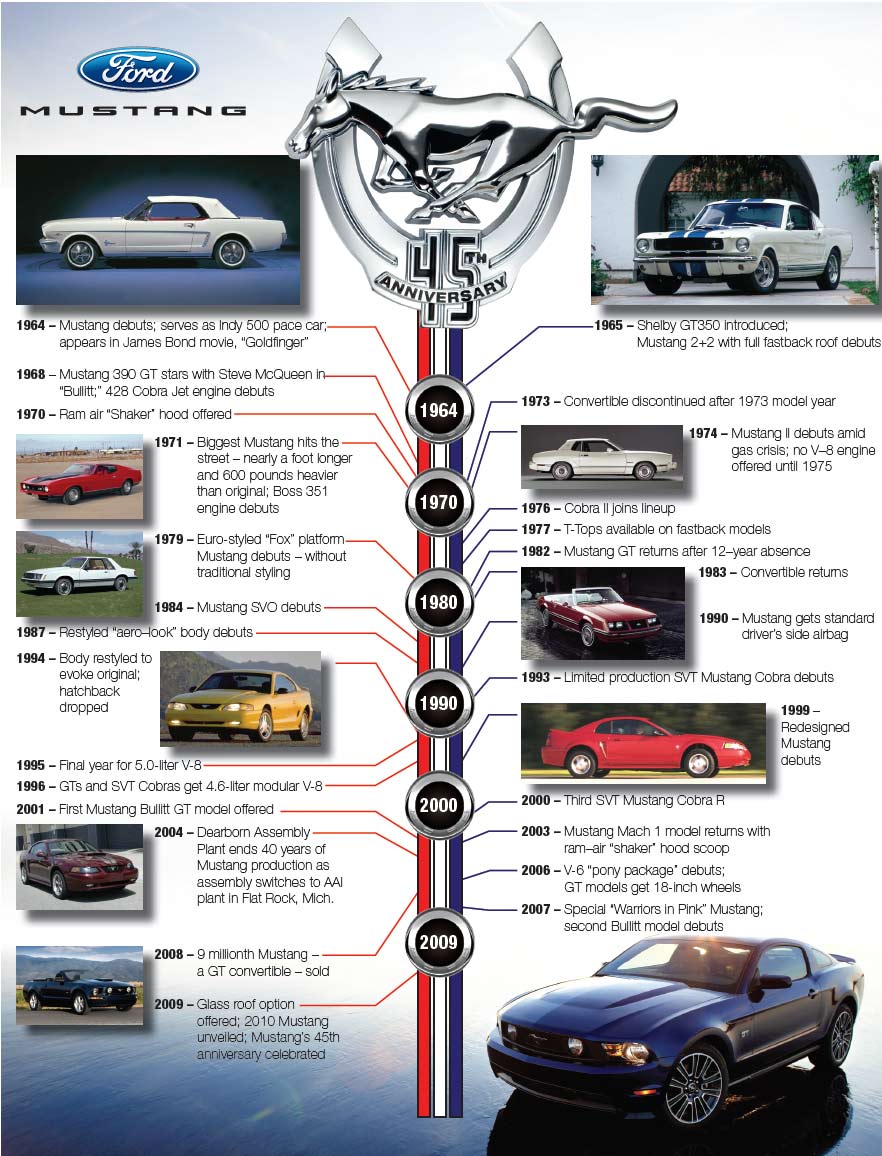 Ford
MUSTANG
45TH
ANNIVERSARY
1964 – Mustang debuts; serves as Indy 500 pace car;
appears in James Bond movie, “Goldfinger”
1965 – Shelby GT350 introduced;
Mustang 2+2 with full fastback roof debuts
1968 – Mustang 390 GT stars with Steve McQueen in
“Bullitt;” 428 Cobra Jet engine debuts
1970 – Ram air “Shaker” hood offered
1964
1973 – Convertible discontinued after 1973 model year
1971 – Biggest Mustang hits the
street – nearly a foot longer
and 600 pounds heavier
than original; Boss 351
engine debuts
1974 – Mustang II debuts amid
gas crisis; no V–8 engine
offered until 1975
1970
1976 – Cobra II joins lineup
1977 – T-Tops available on fastback models
1979 – Euro-styled “Fox” platform
Mustang debuts – without
traditional styling
1982 – Mustang GT returns after 12–year absence
1983 – Convertible returns
1980
1984 – Mustang SVO debuts
1987 – Restyled “aero–look” body debuts
1990 – Mustang gets standard
driver’s side airbag
1994 – Body restyled to
evoke original;
hatchback
dropped
1993 – Limited production SVT Mustang Cobra debuts
1990
1999 –
Redesigned
Mustang
debuts
1995 – Final year for 5.0-liter V-8
1996 – GTs and SVT Cobras get 4.6-liter modular V-8
2001 – First Mustang Bullitt GT model offered
2000
2000 – Third SVT Mustang Cobra R
2004 – Dearborn Assembly
Plant ends 40 years of
Mustang production as
assembly switches to AAI
plant in Flat Rock, Mich.
2003 – Mustang Mach 1 model returns with
ram–air “shaker” hood scoop
2006 – V-6 “pony package” debuts;
GT models get 18-inch wheels
2007 – Special “Warriors in Pink” Mustang;
second Bullitt model debuts
2009
2008 – 9 millionth Mustang –
a GT convertible – sold
2009 – Glass roof option
offered; 2010 Mustang
unveiled; Mustang’s 45th
anniversary celebrated